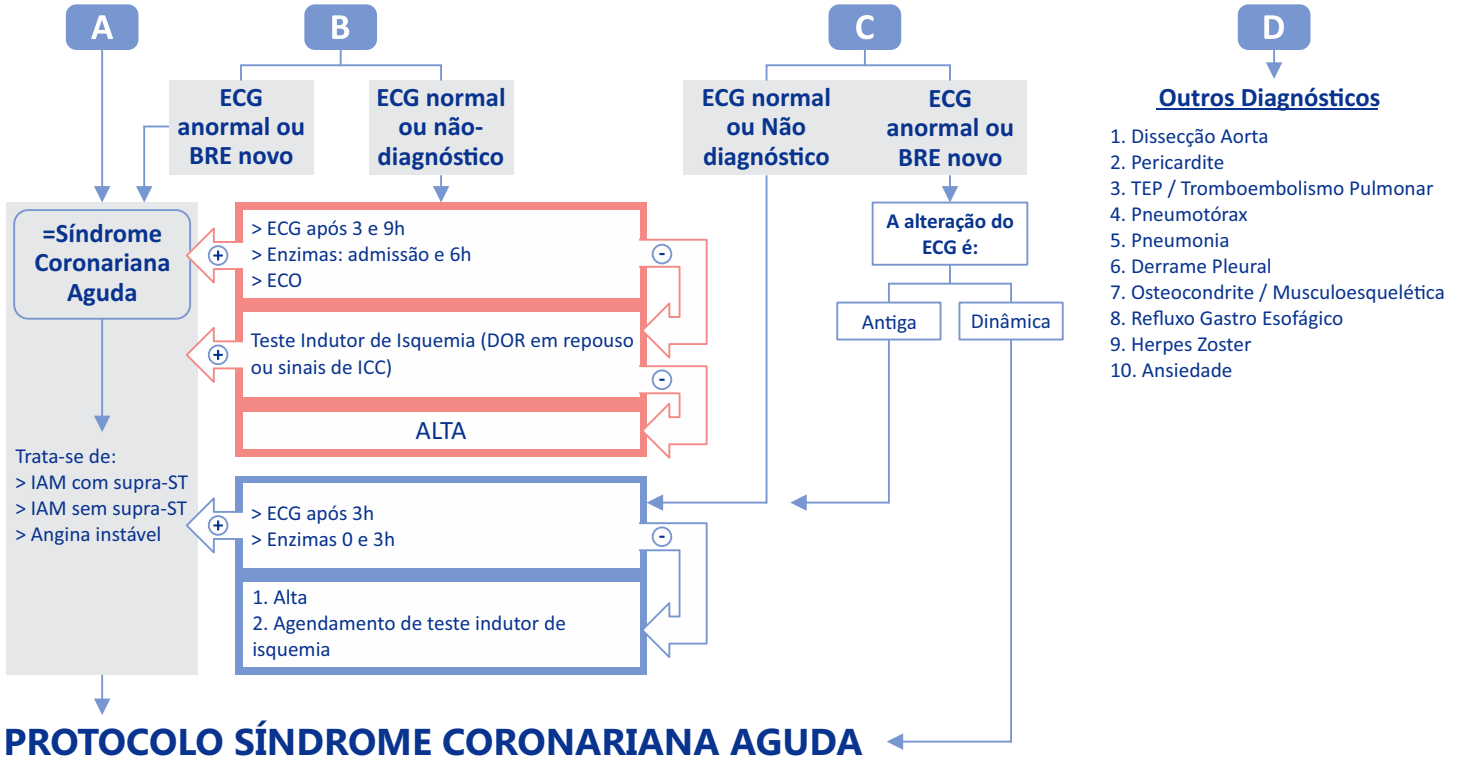 A
B
C
D
ECG
anormal ou
BRE novo
ECG normal
ou não-
diagnóstico
ECG normal
ou Não
diagnóstico
ECG
anormal ou
BRE novo
Outros Diagnósticos
1. Dissecção Aorta
2. Pericardite
3. TEP / Tromboembolismo Pulmonar
4. Pneumotórax
5. Pneumonia
6. Derrame Pleural
7. Osteocondrite / Musculoesquelética
8. Refluxo Gastro Esofágico
9. Herpes Zoster
10. Ansiedade
=Síndrome
Coronariana
Aguda
+
> ECG após 3 e 9h
> Enzimas: admissão e 6h
> ECO
-
A alteração do
ECG é:
Antiga
Dinâmica
+
Teste Indutor de Isquemia (DOR em repouso
ou sinais de ICC)
-
ALTA
Trata-se de:
> IAM com supra-ST
> IAM sem supra-ST
> Angina instável
+
> ECG após 3h
> Enzimas 0 e 3h
-
1. Alta
2. Agendamento de teste indutor de
isquemia
PROTOCOLO SÍNDROME CORONARIANA AGUDA